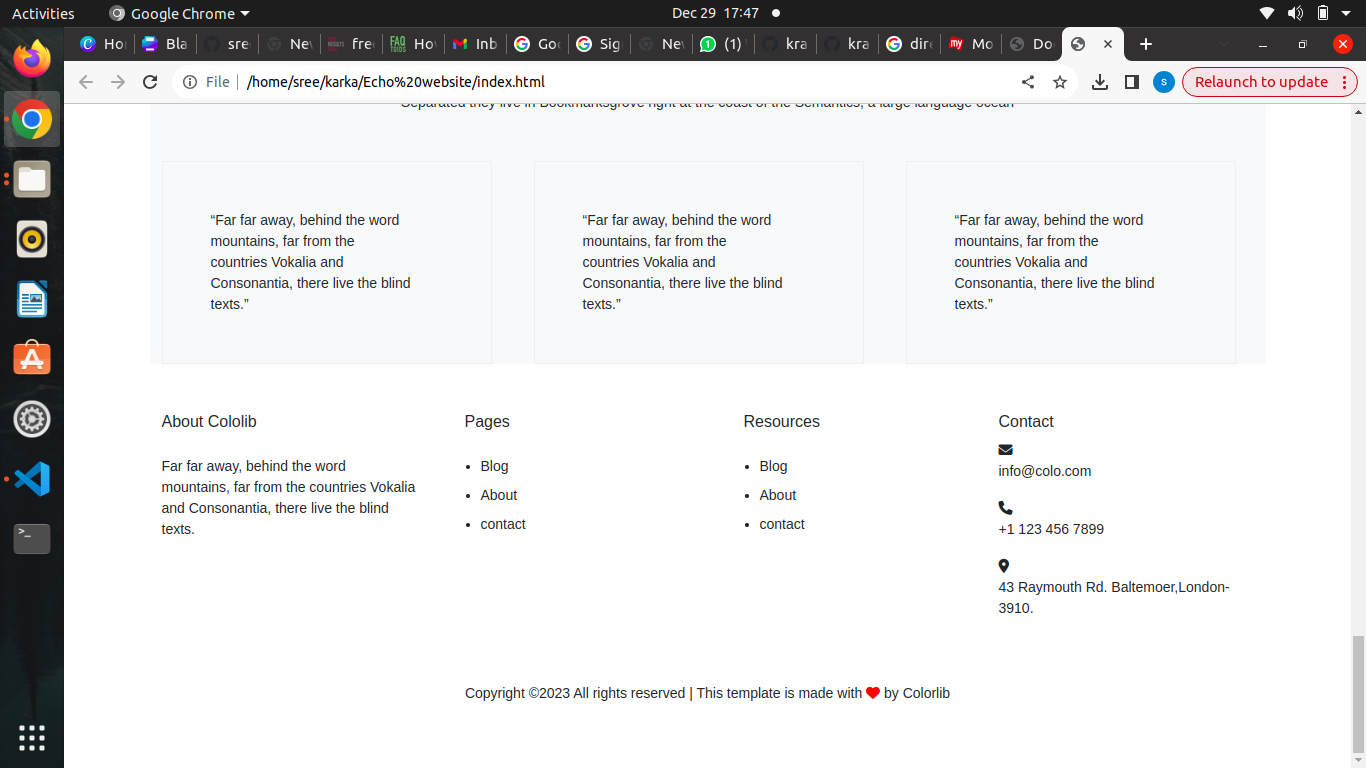 Activities Google Chrome Dec 29 17:47
Ho Bla sre Ne fre Ho Inb Goo Sig Ne (1) kra kra dire Mo Do
File /home/sree/karka/Echo%20website/index.html S Relaunch to update
Separated they live in Bookmarksgrove right at the coast of the Semantics, a large language ocean
“Far far away, behind the word
mountains, far from the
countries Vokalia and
Consonantia, there live the blind
texts.”
“Far far away, behind the word
mountains, far from the
countries Vokalia and
Consonantia, there live the blind
texts.”
“Far far away, behind the word
mountains, far from the
countries Vokalia and
Consonantia, there live the blind
texts.”
About Cololib
Far far away, behind the word
mountains, far from the countries Vokalia
and Consonantia, there live the blind
texts.
Pages
• Blog
• About
• contact
Resources
• Blog
• About
• contact
Contact
info@colo.com
+1 123 456 7899
43 Raymouth Rd. Baltemoer,London-
3910.
Copyright ©2023 All rights reserved | This template is made with ❤ by Colorlib